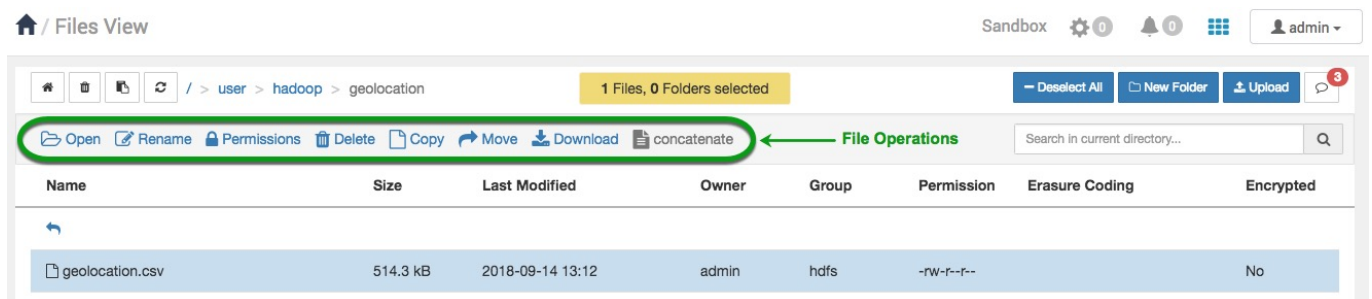 / Files View Sandbox 0 0 admin
/ > user > hadoop > geolocation 1 Files, 0 Folders selected Deselect All New Folder Upload 3
Open Rename Permissions Delete Copy Move Download concatenate File Operations Search in current directory...
Name Size Last Modified Owner Group Permission Erasure Coding Encrypted
geolocation.csv 514.3 kB 2018-09-14 13:12 admin hdfs -rw-r--r-- No